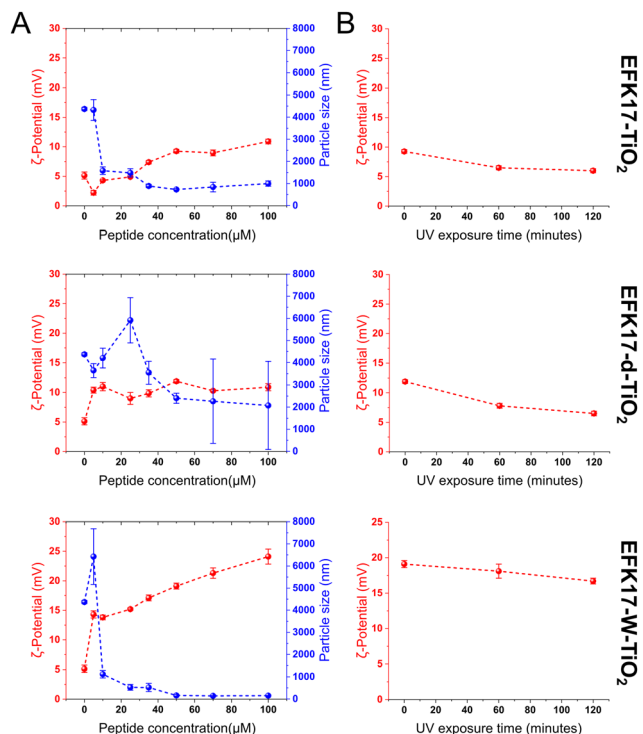 A
B
30
25
20
15
10
5
0
ζ-Potential (mV)
8000
7000
6000
5000
4000
3000
2000
1000
0
Particle size (nm)
0 20 40 60 80 100
Peptide concentration(µM)
30
25
20
15
10
5
0
ζ-Potential (mV)
0 20 40 60 80 100 120
UV exposure time (minutes)
EFK17-TiO₂
30
25
20
15
10
5
0
ζ-Potential (mV)
8000
7000
6000
5000
4000
3000
2000
1000
0
Particle size (nm)
0 20 40 60 80 100
Peptide concentration(µM)
30
25
20
15
10
5
0
ζ-Potential (mV)
0 20 40 60 80 100 120
UV exposure time (minutes)
EFK17-d-TiO₂
30
25
20
15
10
5
0
ζ-Potential (mV)
8000
7000
6000
5000
4000
3000
2000
1000
0
Particle size (nm)
0 20 40 60 80 100
Peptide concentration(µM)
25
20
15
10
5
0
ζ-Potential (mV)
0 20 40 60 80 100 120
UV exposure time (minutes)
EFK17-W-TiO₂